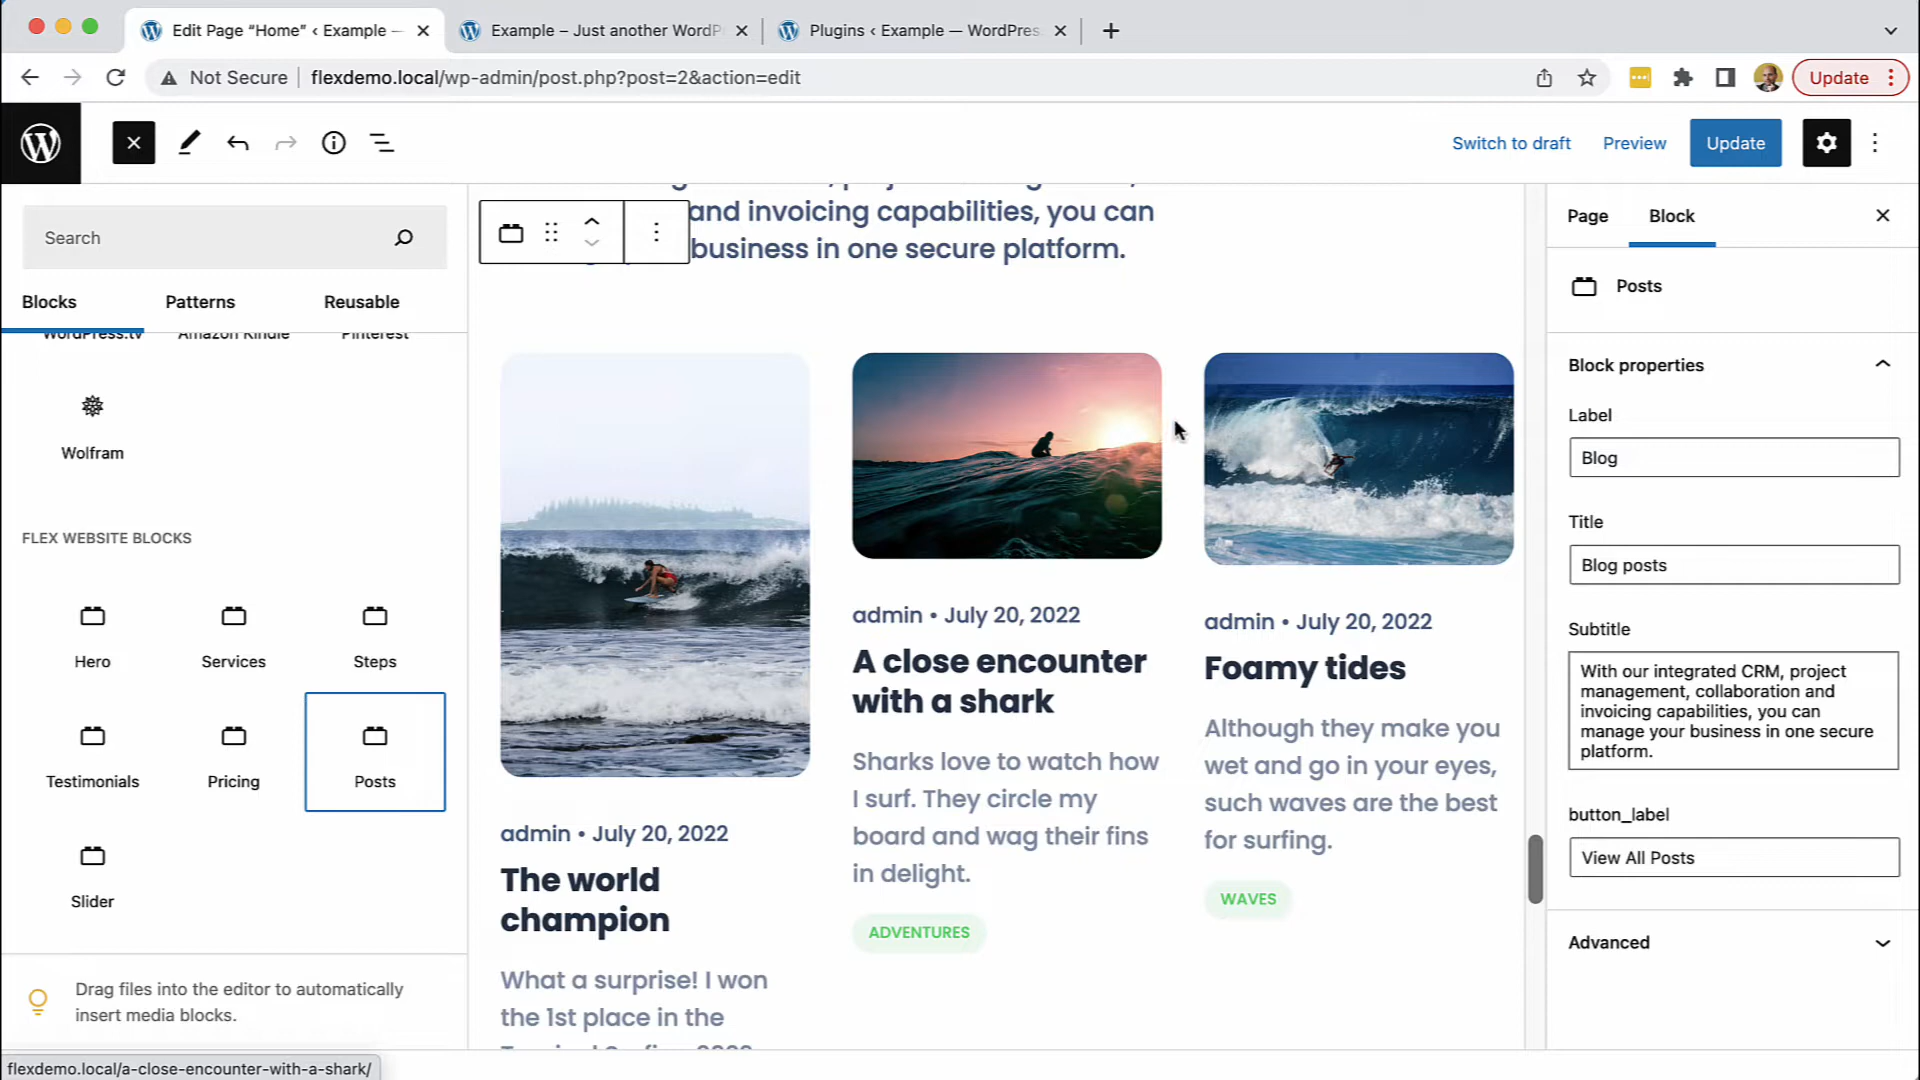 Edit Page “Home” ‹ Example —
Example – Just another WordP
Plugins ‹ Example — WordPres
Not Secure
flexdemo.local/wp-admin/post.php?post=2&action=edit
Update
Switch to draft
Preview
Update
Search
Blocks
Patterns
Reusable
WordPress.tv
Amazon Kindle
Pinterest
Wolfram
FLEX WEBSITE BLOCKS
Hero
Services
Steps
Testimonials
Pricing
Posts
Slider
Drag files into the editor to automatically
insert media blocks.
flexdemo.local/a-close-encounter-with-a-shark/
and invoicing capabilities, you can
business in one secure platform.
admin • July 20, 2022
The world
champion
What a surprise! I won
the 1st place in the
admin • July 20, 2022
A close encounter
with a shark
Sharks love to watch how
I surf. They circle my
board and wag their fins
in delight.
ADVENTURES
admin • July 20, 2022
Foamy tides
Although they make you
wet and go in your eyes,
such waves are the best
for surfing.
WAVES
Page
Block
Posts
Block properties
Label
Blog
Title
Blog posts
Subtitle
With our integrated CRM, project
management, collaboration and
invoicing capabilities, you can
manage your business in one secure
platform.
button_label
View All Posts
Advanced